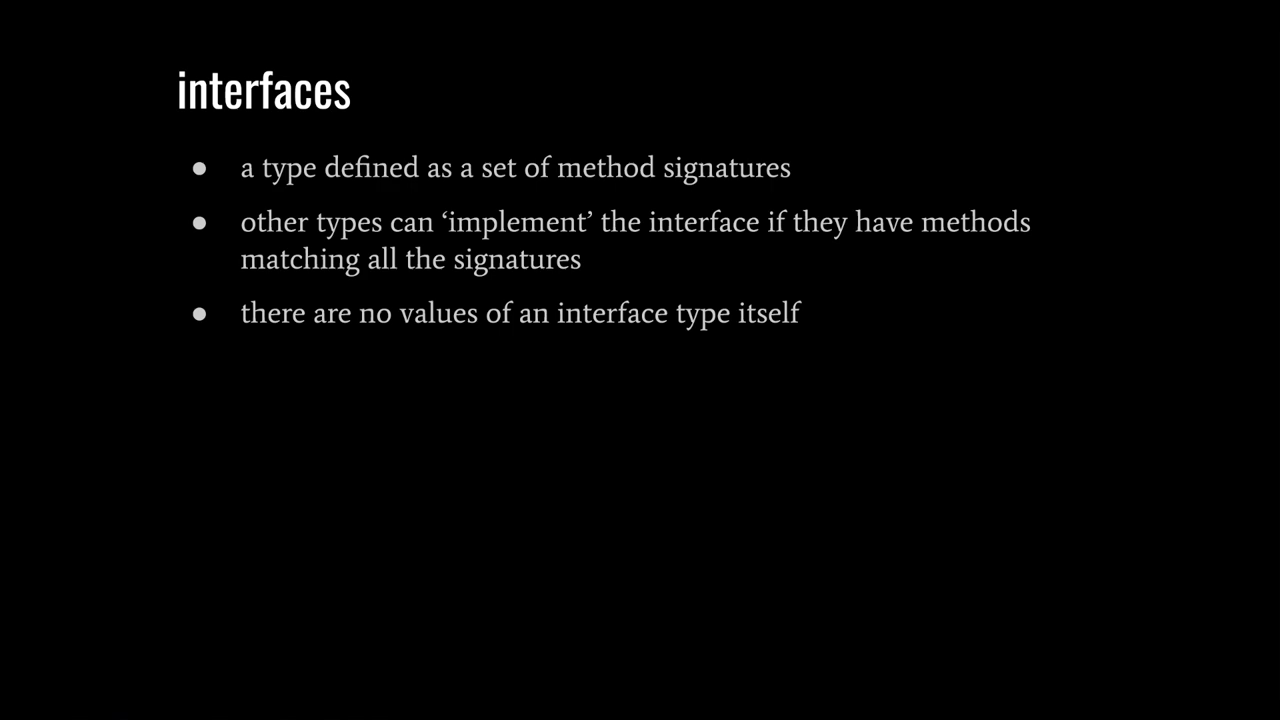 interfaces
● a type defined as a set of method signatures
● other types can ‘implement’ the interface if they have methods
matching all the signatures
● there are no values of an interface type itself